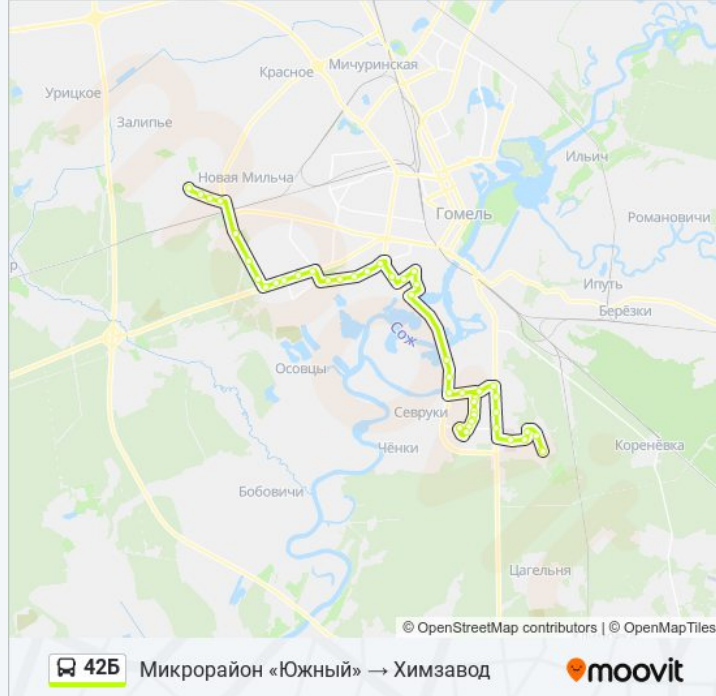 Мичуринская
Красное
Урицкое
Залипье
Ильич
Новая Мильча
Гомель
Романовичи
р
Ипуть
Берёзки
Сож
Осовцы
Севруки
Чёнки
Коренёвка
Бобовичи
Цагельня
© OpenStreetMap contributors | © OpenMapTiles
42Б Микрорайон «Южный» → Химзавод moovit